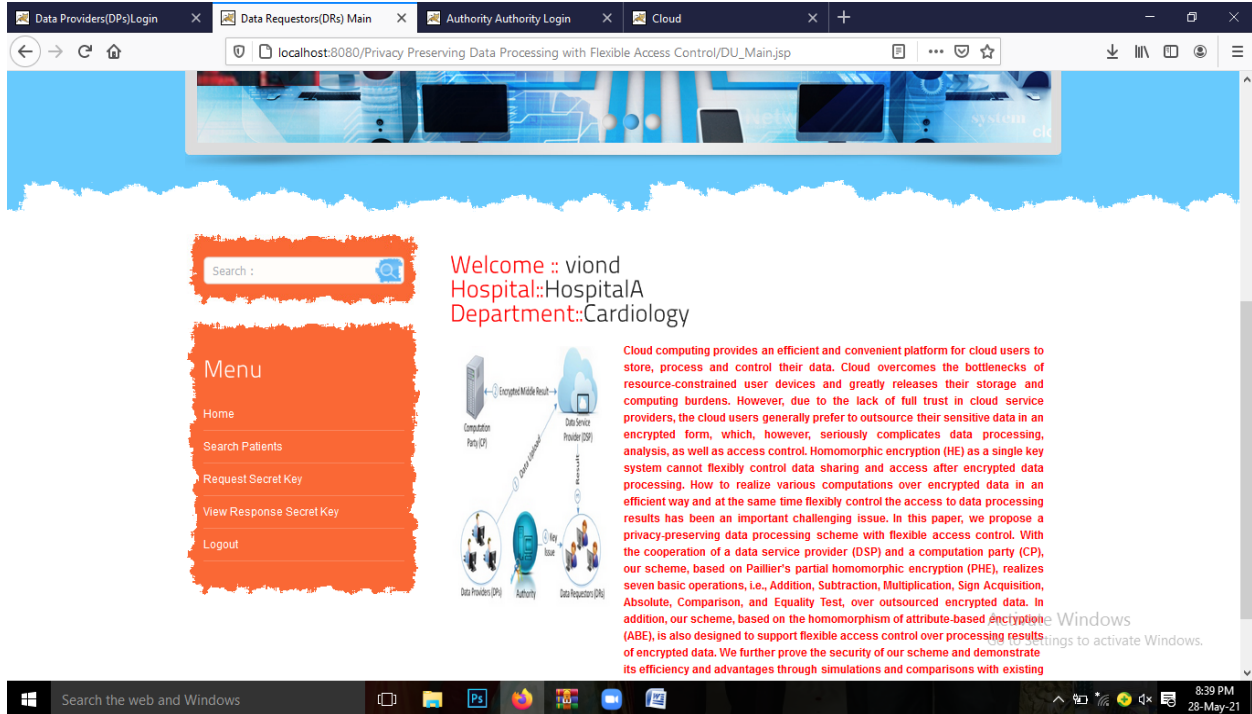 Data Providers(DPs)Login
Data Requestors(DRs) Main
Authority Authority Login
Cloud
localhost:8080/Privacy Preserving Data Processing with Flexible Access Control/DU_Main.jsp
system
Search :
Welcome :: viond
Hospital::HospitalA
Department::Cardiology
Menu
Home
Search Patients
Request Secret Key
View Response Secret Key
Logout
② Encrypted Middle Result
Computation
Party (CP)
Data Service
Provider (DSP)
① Data Upload
Result
③
④ Key
Issue
Data Providers (DPs)
Authority
Data Requestors (DRs)
Cloud computing provides an efficient and convenient platform for cloud users to
store, process and control their data. Cloud overcomes the bottlenecks of
resource-constrained user devices and greatly releases their storage and
computing burdens. However, due to the lack of full trust in cloud service
providers, the cloud users generally prefer to outsource their sensitive data in an
encrypted form, which, however, seriously complicates data processing,
analysis, as well as access control. Homomorphic encryption (HE) as a single key
system cannot flexibly control data sharing and access after encrypted data
processing. How to realize various computations over encrypted data in an
efficient way and at the same time flexibly control the access to data processing
results has been an important challenging issue. In this paper, we propose a
privacy-preserving data processing scheme with flexible access control. With
the cooperation of a data service provider (DSP) and a computation party (CP),
our scheme, based on Paillier's partial homomorphic encryption (PHE), realizes
seven basic operations, i.e., Addition, Subtraction, Multiplication, Sign Acquisition,
Absolute, Comparison, and Equality Test, over outsourced encrypted data. In
addition, our scheme, based on the homomorphism of attribute-based encryption
(ABE), is also designed to support flexible access control over processing results
of encrypted data. We further prove the security of our scheme and demonstrate
its efficiency and advantages through simulations and comparisons with existing
Activate Windows
Go to Settings to activate Windows.
Search the web and Windows
Ps
8:39 PM
28-May-21